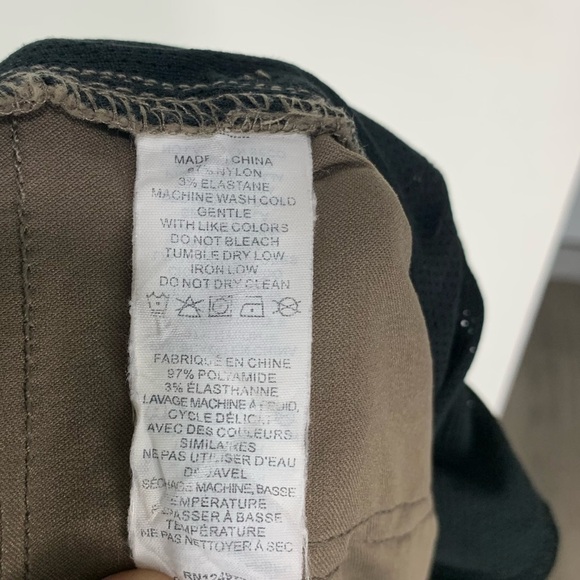 MADE IN CHINA
97% NYLON
3% ELASTANE
MACHINE WASH COLD
GENTLE
WITH LIKE COLORS
DO NOT BLEACH
TUMBLE DRY LOW
IRON LOW
DO NOT DRY CLEAN
FABRIQUÉ EN CHINE
97% POLYAMIDE
3% ÉLASTHANNE
LAVAGE MACHINE À FROID,
CYCLE DÉLICAT
AVEC DES COULEURS
SIMILAIRES
NE PAS UTILISER D'EAU
DE JAVEL
SÉCHAGE MACHINE, BASSE
TEMPÉRATURE
REPASSER À BASSE
TEMPÉRATURE
NE PAS NETTOYER À SEC